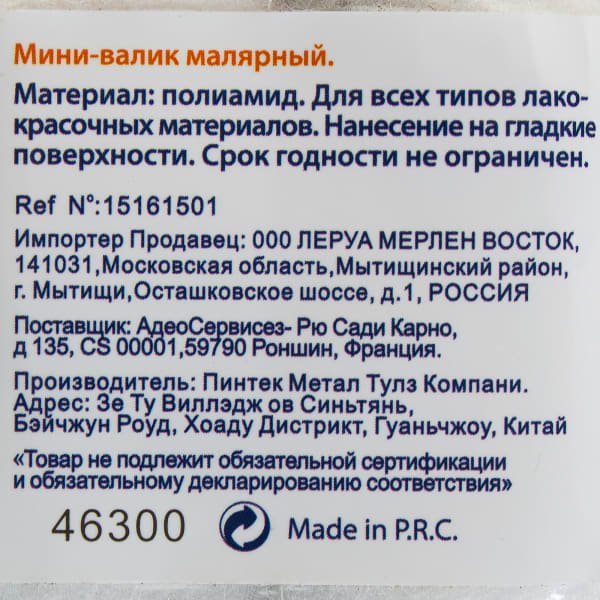 Мини-валик малярный.
Материал: полиамид. Для всех типов лако-
красочных материалов. Нанесение на гладкие
поверхности. Срок годности не ограничен.
Ref N°:15161501
Импортер Продавец: ООО ЛЕРУА МЕРЛЕН ВОСТОК,
141031,Московская область,Мытищинский район,
г. Мытищи,Осташковское шоссе, д.1, РОССИЯ
Поставщик: АдеоСервисез- Рю Сади Карно,
д 135, CS 00001,59790 Роншин, Франция.
Производитель: Пинтек Метал Тулз Компани.
Адрес: Зе Ту Виллэдж ов Синьтянь,
Бэйчжун Роуд, Хоаду Дистрикт, Гуаньчжоу, Китай
«Товар не подлежит обязательной сертификации
и обязательному декларированию соответствия»
46300 Made in P.R.C.